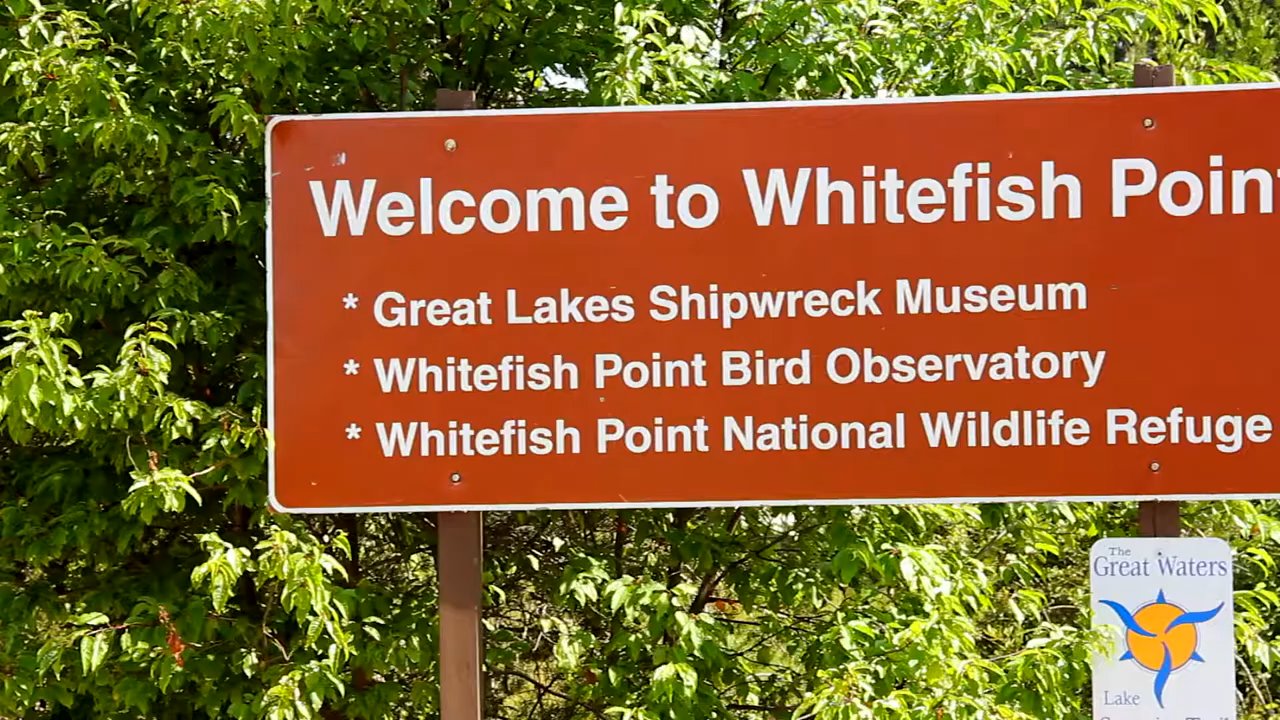 Welcome to Whitefish Poin
* Great Lakes Shipwreck Museum
* Whitefish Point Bird Observatory
* Whitefish Point National Wildlife Refuge
The
Great Waters
Lake